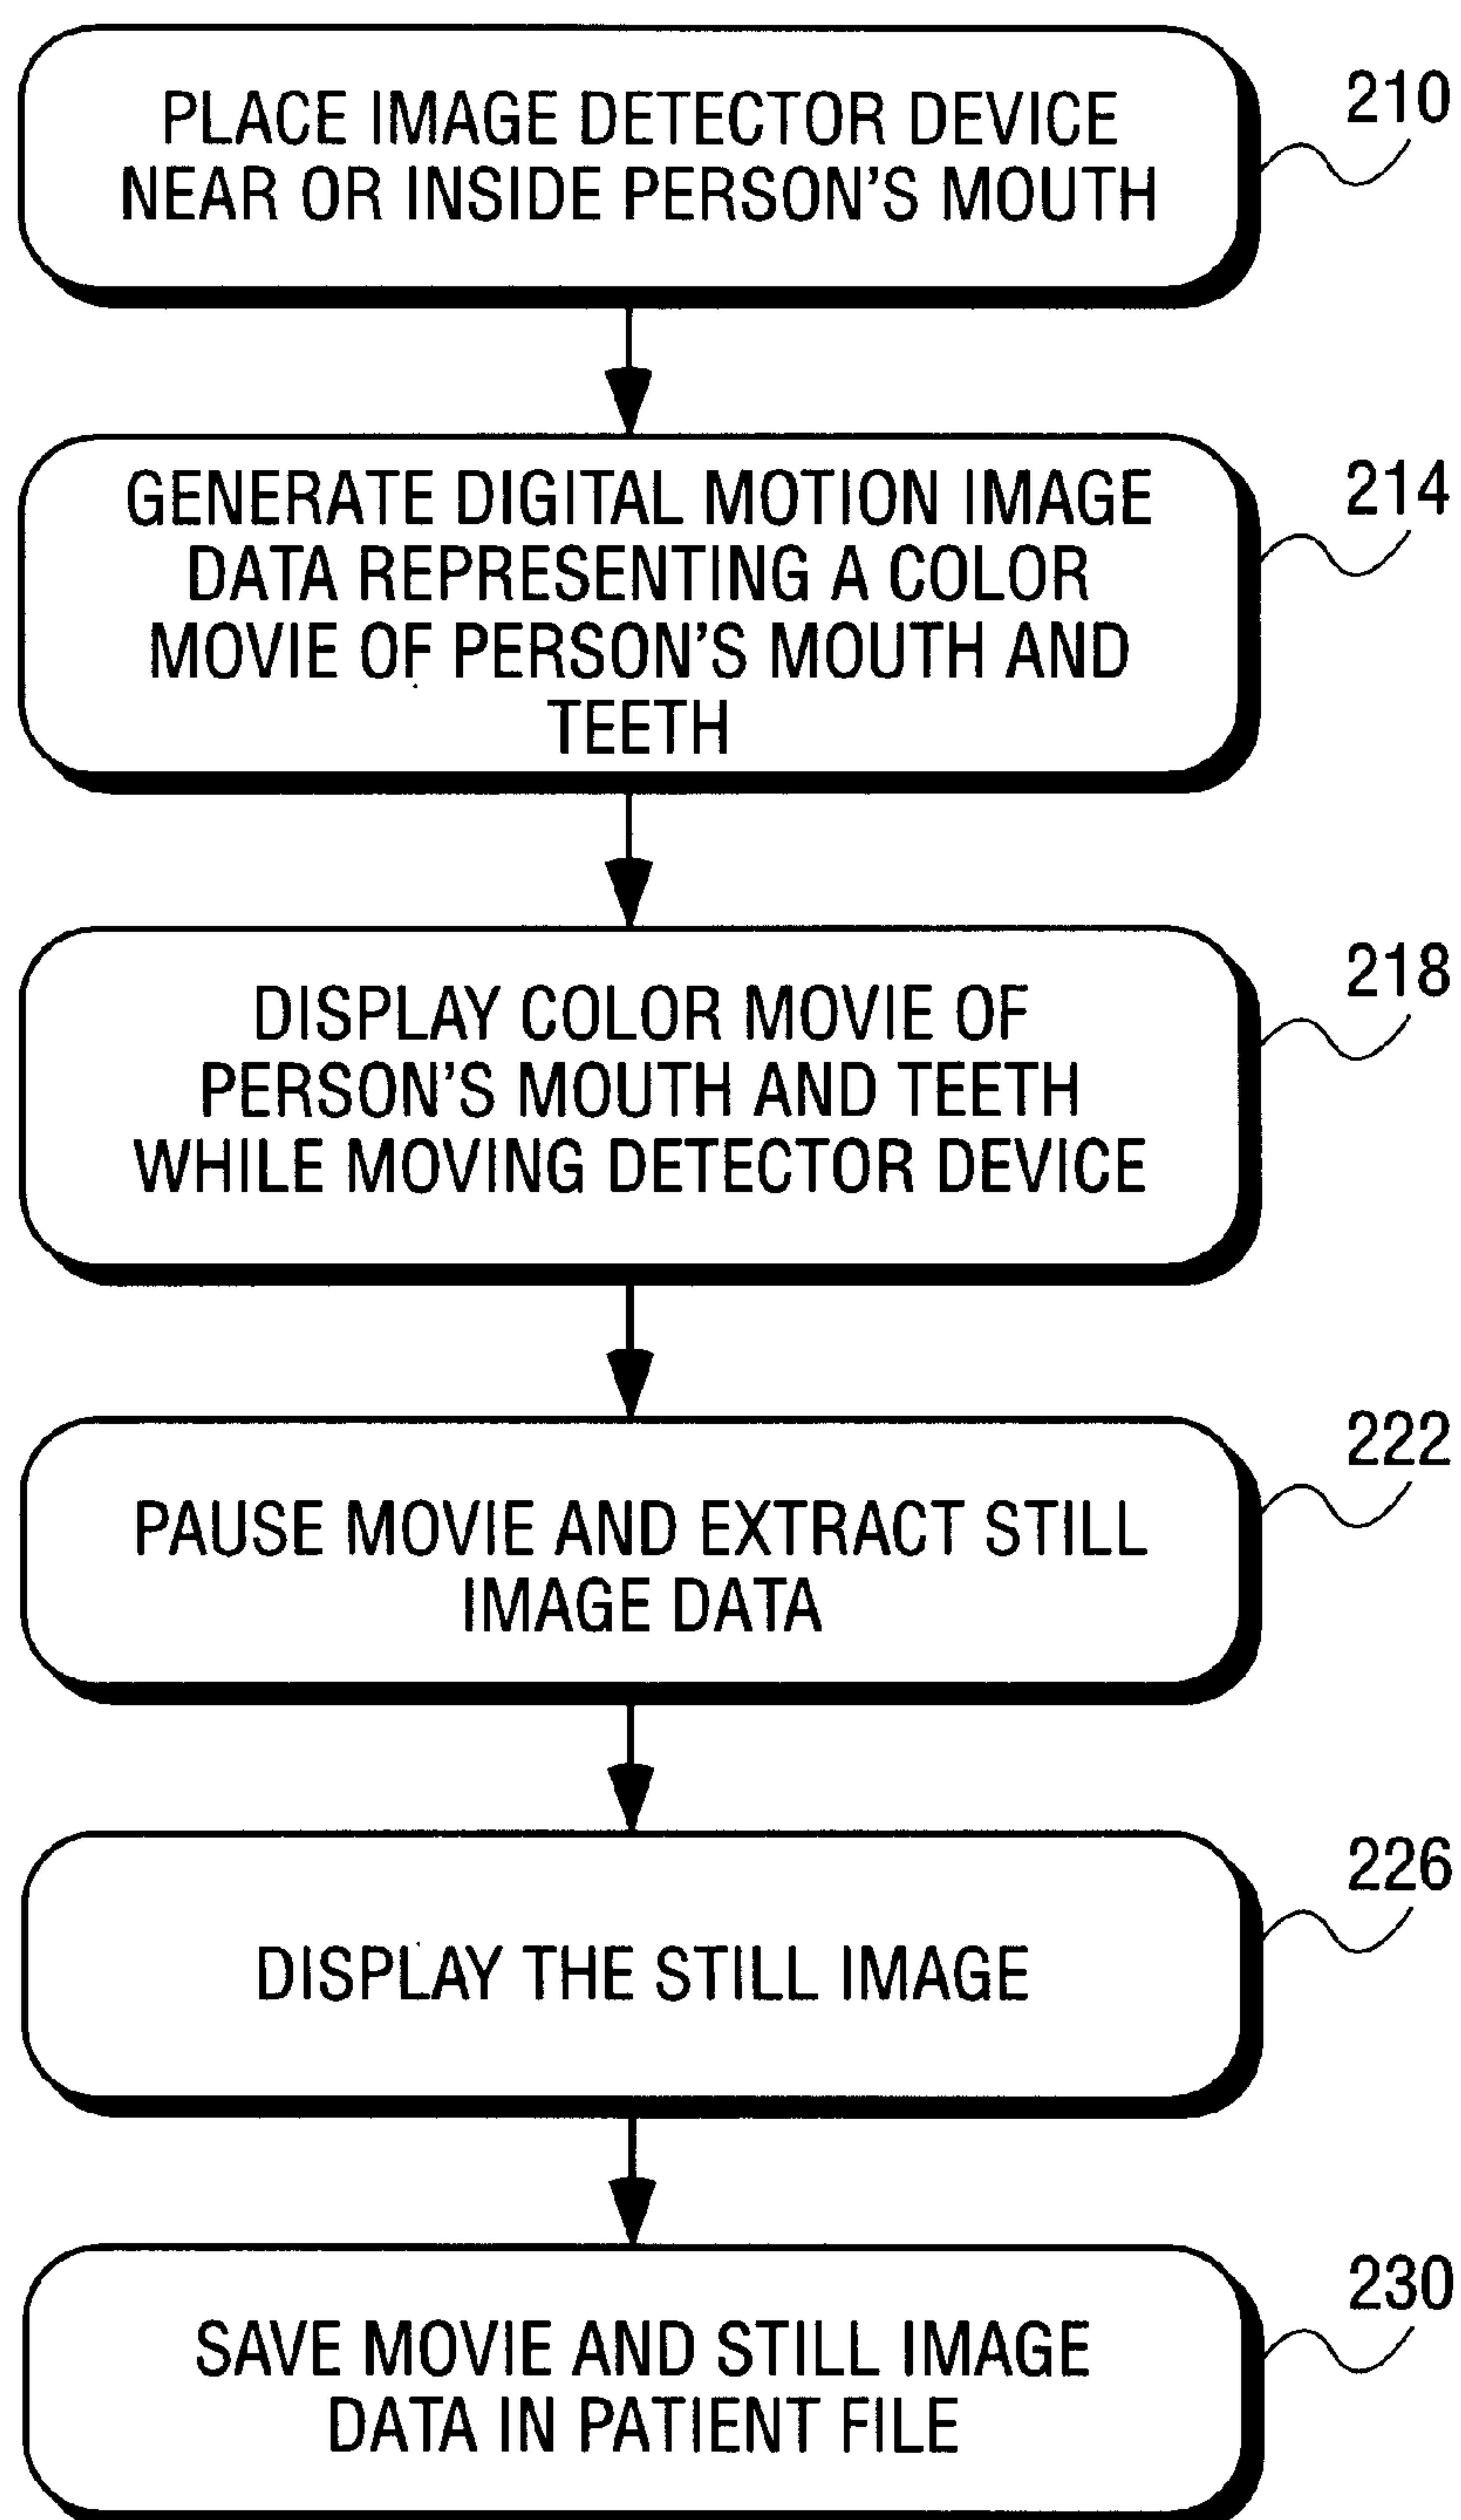 PLACE IMAGE DETECTOR DEVICE
NEAR OR INSIDE PERSON'S MOUTH
210
GENERATE DIGITAL MOTION IMAGE
DATA REPRESENTING A COLOR
MOVIE OF PERSON'S MOUTH AND
TEETH
214
DISPLAY COLOR MOVIE OF
PERSON'S MOUTH AND TEETH
WHILE MOVING DETECTOR DEVICE
218
PAUSE MOVIE AND EXTRACT STILL
IMAGE DATA
222
DISPLAY THE STILL IMAGE
226
SAVE MOVIE AND STILL IMAGE
DATA IN PATIENT FILE
230